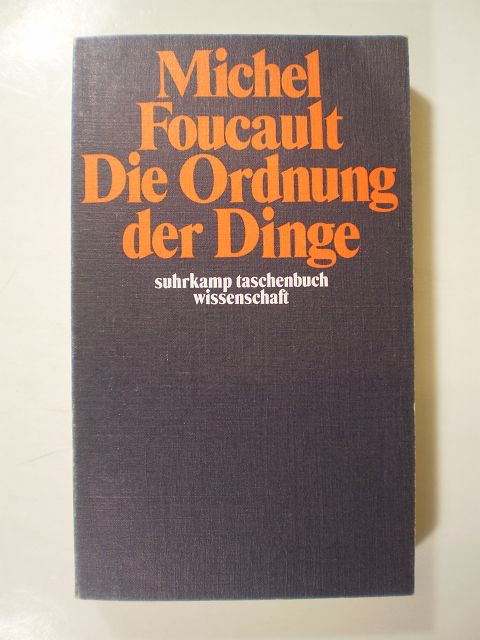 Michel
Foucault
Die Ordnung
der Dinge
suhrkamp taschenbuch
wissenschaft